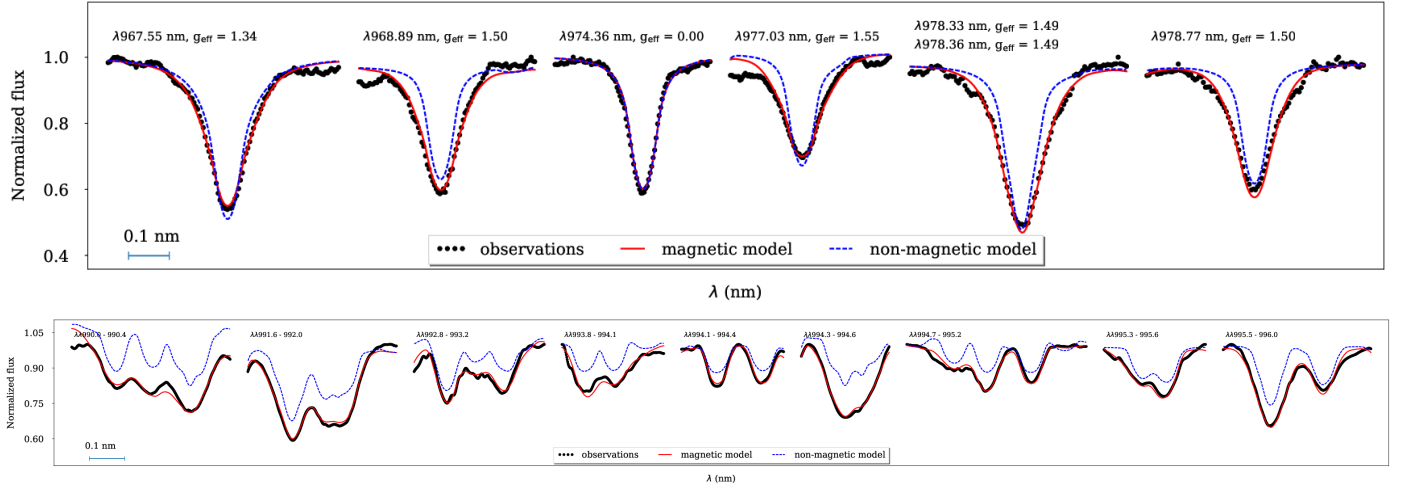 λ967.55 nm, g_eff = 1.34
λ968.89 nm, g_eff = 1.50
λ974.36 nm, g_eff = 0.00
λ977.03 nm, g_eff = 1.55
λ978.33 nm, g_eff = 1.49
λ978.36 nm, g_eff = 1.49
λ978.77 nm, g_eff = 1.50
Normalized flux
1.0
0.8
0.6
0.4
0.1 nm
observations magnetic model non-magnetic model
λ (nm)
λλ990.0 - 990.4
λλ991.6 - 992.0
λλ992.8 - 993.2
λλ993.8 - 994.1
λλ994.1 - 994.4
λλ994.3 - 994.6
λλ994.7 - 995.2
λλ995.3 - 995.6
λλ995.5 - 996.0
Normalized flux
1.05
0.90
0.75
0.60
0.1 nm
observations magnetic model non-magnetic model
λ (nm)